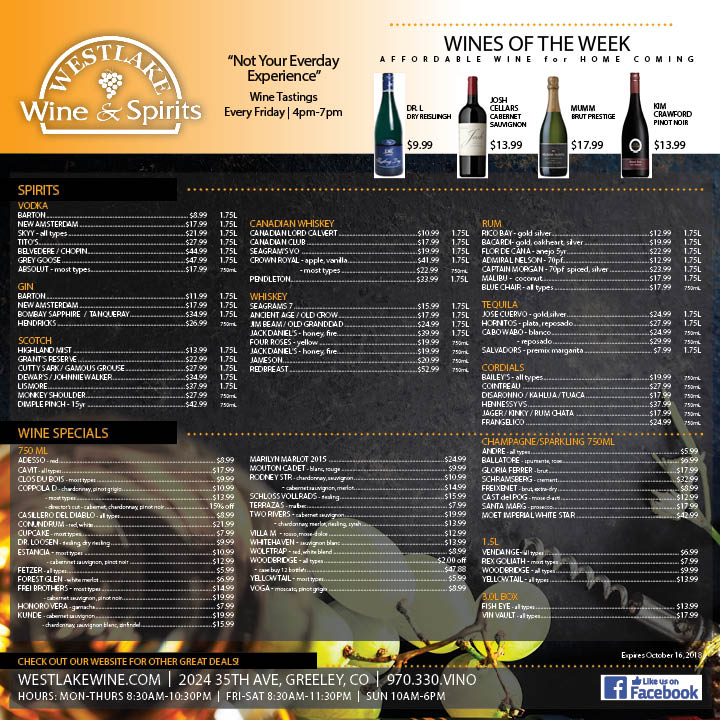 WESTLAKE
Wine & Spirits
"Not Your Everday
Experience"
Wine Tastings
Every Friday | 4pm-7pm
WINES OF THE WEEK
AFFORDABLE WINE for HOME COMING
DR. L
DRY REISLINGH
$9.99
JOSH
CELLARS
CABERNET
SAUVIGNON
$13.99
MUMM
BRUT PRESTIGE
$17.99
KIM
CRAWFORD
PINOT NOIR
$13.99
SPIRITS
VODKA
BARTON $8.99 1.75L
NEW AMSTERDAM $17.99 1.75L
SKYY - all types $21.99 1.75L
TITO'S $27.99 1.75L
BELVEDERE / CHOPIN $44.99 1.75L
GREY GOOSE $47.99 1.75L
ABSOLUT - most types $17.99 750mL
GIN
BARTON $11.99 1.75L
NEW AMSTERDAM $17.99 1.75L
BOMBAY SAPPHIRE / TANQUERAY $34.99 1.75L
HENDRICKS $26.99 750mL
SCOTCH
HIGHLAND MIST $13.99 1.75L
GRANT'S RESERVE $22.99 1.75L
CUTTY SARK / GAMOUS GROUSE $27.99 1.75L
DEWAR'S / JOHNNIE WALKER $34.99 1.75L
LISMORE $37.99 1.75L
MONKEY SHOULDER $27.99 750mL
DIMPLE PINCH - 15yr $42.99 750mL
CANADIAN WHISKEY
CANADIAN LORD CALVERT $10.99 1.75L
CANADIAN CLUB $17.99 1.75L
SEAGRAM'S VO $19.99 1.75L
CROWN ROYAL - apple, vanilla $41.99 1.75L
- most types $22.99 750mL
PENDLETON $33.99 1.75L
WHISKEY
SEAGRAMS 7 $15.99 1.75L
ANCIENT AGE / OLD CROW $17.99 1.75L
JIM BEAM / OLD GRANDDAD $24.99 1.75L
JACK DANIEL'S - honey, fire $39.99 1.75L
FOUR ROSES - yellow $19.99 750mL
JACK DANIEL'S - honey, fire $19.99 750mL
JAMESON $20.99 750mL
REDBREAST $52.99 750mL
RUM
RICO BAY - gold silver $12.99 1.75L
BACARDI - gold, oakheart, silver $19.99 1.75L
FLOR DE CANA - anejo 5yr $22.99 1.75L
ADMIRAL NELSON - 70pf $12.99 1.75L
CAPTAIN MORGAN - 70pf spiced, silver $23.99 1.75L
MALIBU - coconut $17.99 1.75L
BLUE CHAIR - all types $17.99 750mL
TEQUILA
JOSE CUERVO - gold,silver $24.99 1.75L
HORNITOS - plata, reposado $27.99 1.75L
CABO WABO - blanco $24.99 750mL
- reposado $29.99 750mL
SALVADORS - premix margarita $7.99 1.75L
CORDIALS
BAILEY'S - all types $19.99 750mL
COINTREAU $27.99 750mL
DISARONNO / KAHLUA / TUACA $17.99 750mL
HENNESSY VS $37.99 750mL
JAGER / KINKY / RUM CHATA $17.99 750mL
FRANGELICO $24.99 750mL
WINE SPECIALS
750 ML
ADESSO - red $8.99
CAVIT - all types $17.99
CLOS DU BOIS - most types $9.99
COPPOLA D - chardonnay, pinot grigio $10.99
- most types $13.99
- director's cut - cabernet, chardonnay, pinot noir 15% off
CASILLERO DEL DIABLO - all types $8.99
CONUNDRUM - red, white $21.99
CUPCAKE - most types $7.99
DR. LOOSEN - riesling, dry riesling $9.99
ESTANCIA - most types $10.99
- cabernet sauvignon, pinot noir $12.99
FETZER - all types $5.99
FOREST GLEN - white merlot $6.99
FREI BROTHERS - most types $14.99
- cabernet sauvignon, pinot noir $19.99
HONORO VERA - garnacha $7.99
KUNDE - cabernet sauvignon $19.99
- chardonnay, sauvignon blanc, zinfindel $15.99
MARILYN MARLOT 2015 $24.99
MOUTON CADET - blanc, rouge $9.99
RODNEY STR - chardonnay, sauvignon $10.99
- cabernet sauvignon, merlot $14.99
SCHLOSS VOLLRADS - riesling $15.99
TERRAZAS - malbec $7.99
TWO RIVERS - cabernet sauvignon $19.99
- chardonnay, merlot, riesling, syrah $13.99
VILLA M - rosso, mose-dolce $12.99
WHITEHAVEN - sauvignon blanc $13.99
WOLFTRAP - red, white blend $8.99
WOODBRIDGE - all types $2.00 off
- case buy 12 bottles $47.88
YELLOWTAIL - most types $5.99
VOGA - moscato, pinot grigio $8.99
CHAMPAGNE/SPARKLING 750ML
ANDRE - all types $5.99
BALLATORE - spumante, rose $6.99
GLORIA FERRER - brut $17.99
SCHRAMSBERG - cremant $32.99
FREIXENET - brut, extra dry $8.99
CAST del POG - mose d'asti $12.99
SANTA MARG - prosecco $17.99
MOET IMPERIAL WHITE STAR $42.99
1.5L
VENDANGE - all types $6.99
REX GOLIATH - most types $7.99
WOODBRIDGE - all types $9.99
YELLOW TAIL - all types $13.99
3.0L BOX
FISH EYE - all types $13.99
VIN VAULT - all types $17.99
Expires October 16, 2018
CHECK OUT OUR WEBSITE FOR OTHER GREAT DEALS!
WESTLAKEWINE.COM | 2024 35TH AVE, GREELEY, CO | 970.330.VINO
HOURS: MON-THURS 8:30AM-10:30PM | FRI-SAT 8:30AM-11:30PM | SUN 10AM-6PM
Like us on
Facebook